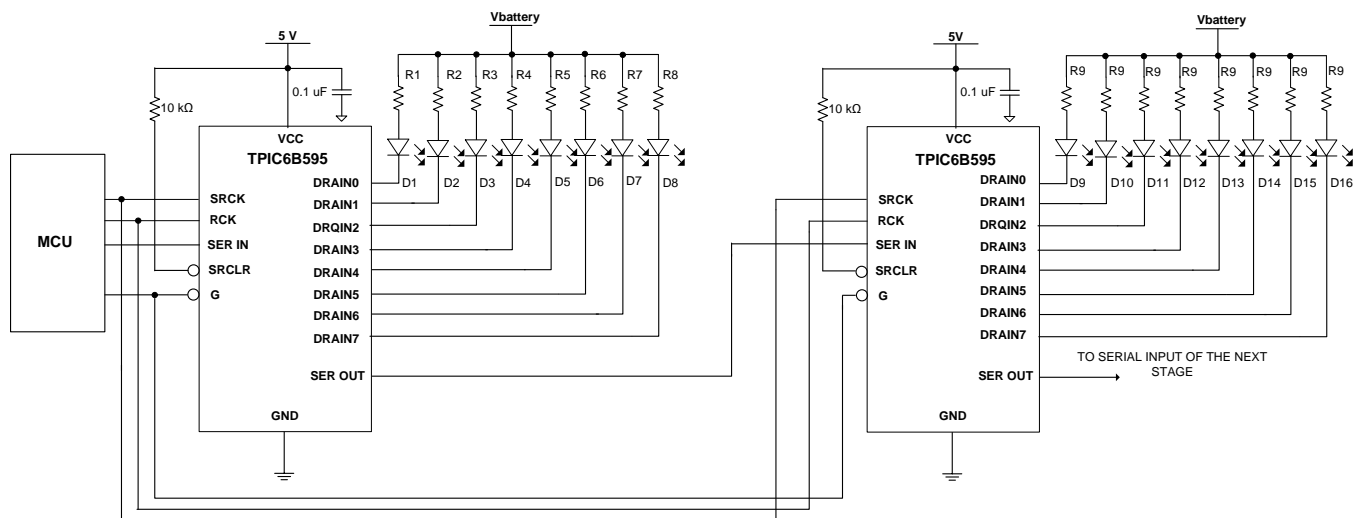 Vbattery
5 V
R1 R2 R3 R4 R5 R6 R7 R8
0.1 uF
10 kΩ
VCC
TPIC6B595
MCU
SRCK
RCK
SER IN
SRCLR
G
DRAIN0
DRAIN1
DRQIN2
DRAIN3
DRAIN4
DRAIN5
DRAIN6
DRAIN7
SER OUT
GND
D1 D2 D3 D4 D5 D6 D7 D8
Vbattery
5V
R9 R9 R9 R9 R9 R9 R9 R9
0.1 uF
10 kΩ
VCC
TPIC6B595
SRCK
RCK
SER IN
SRCLR
G
DRAIN0
DRAIN1
DRQIN2
DRAIN3
DRAIN4
DRAIN5
DRAIN6
DRAIN7
SER OUT
GND
D9 D10 D11 D12 D13 D14 D15 D16
TO SERIAL INPUT OF THE NEXT
STAGE